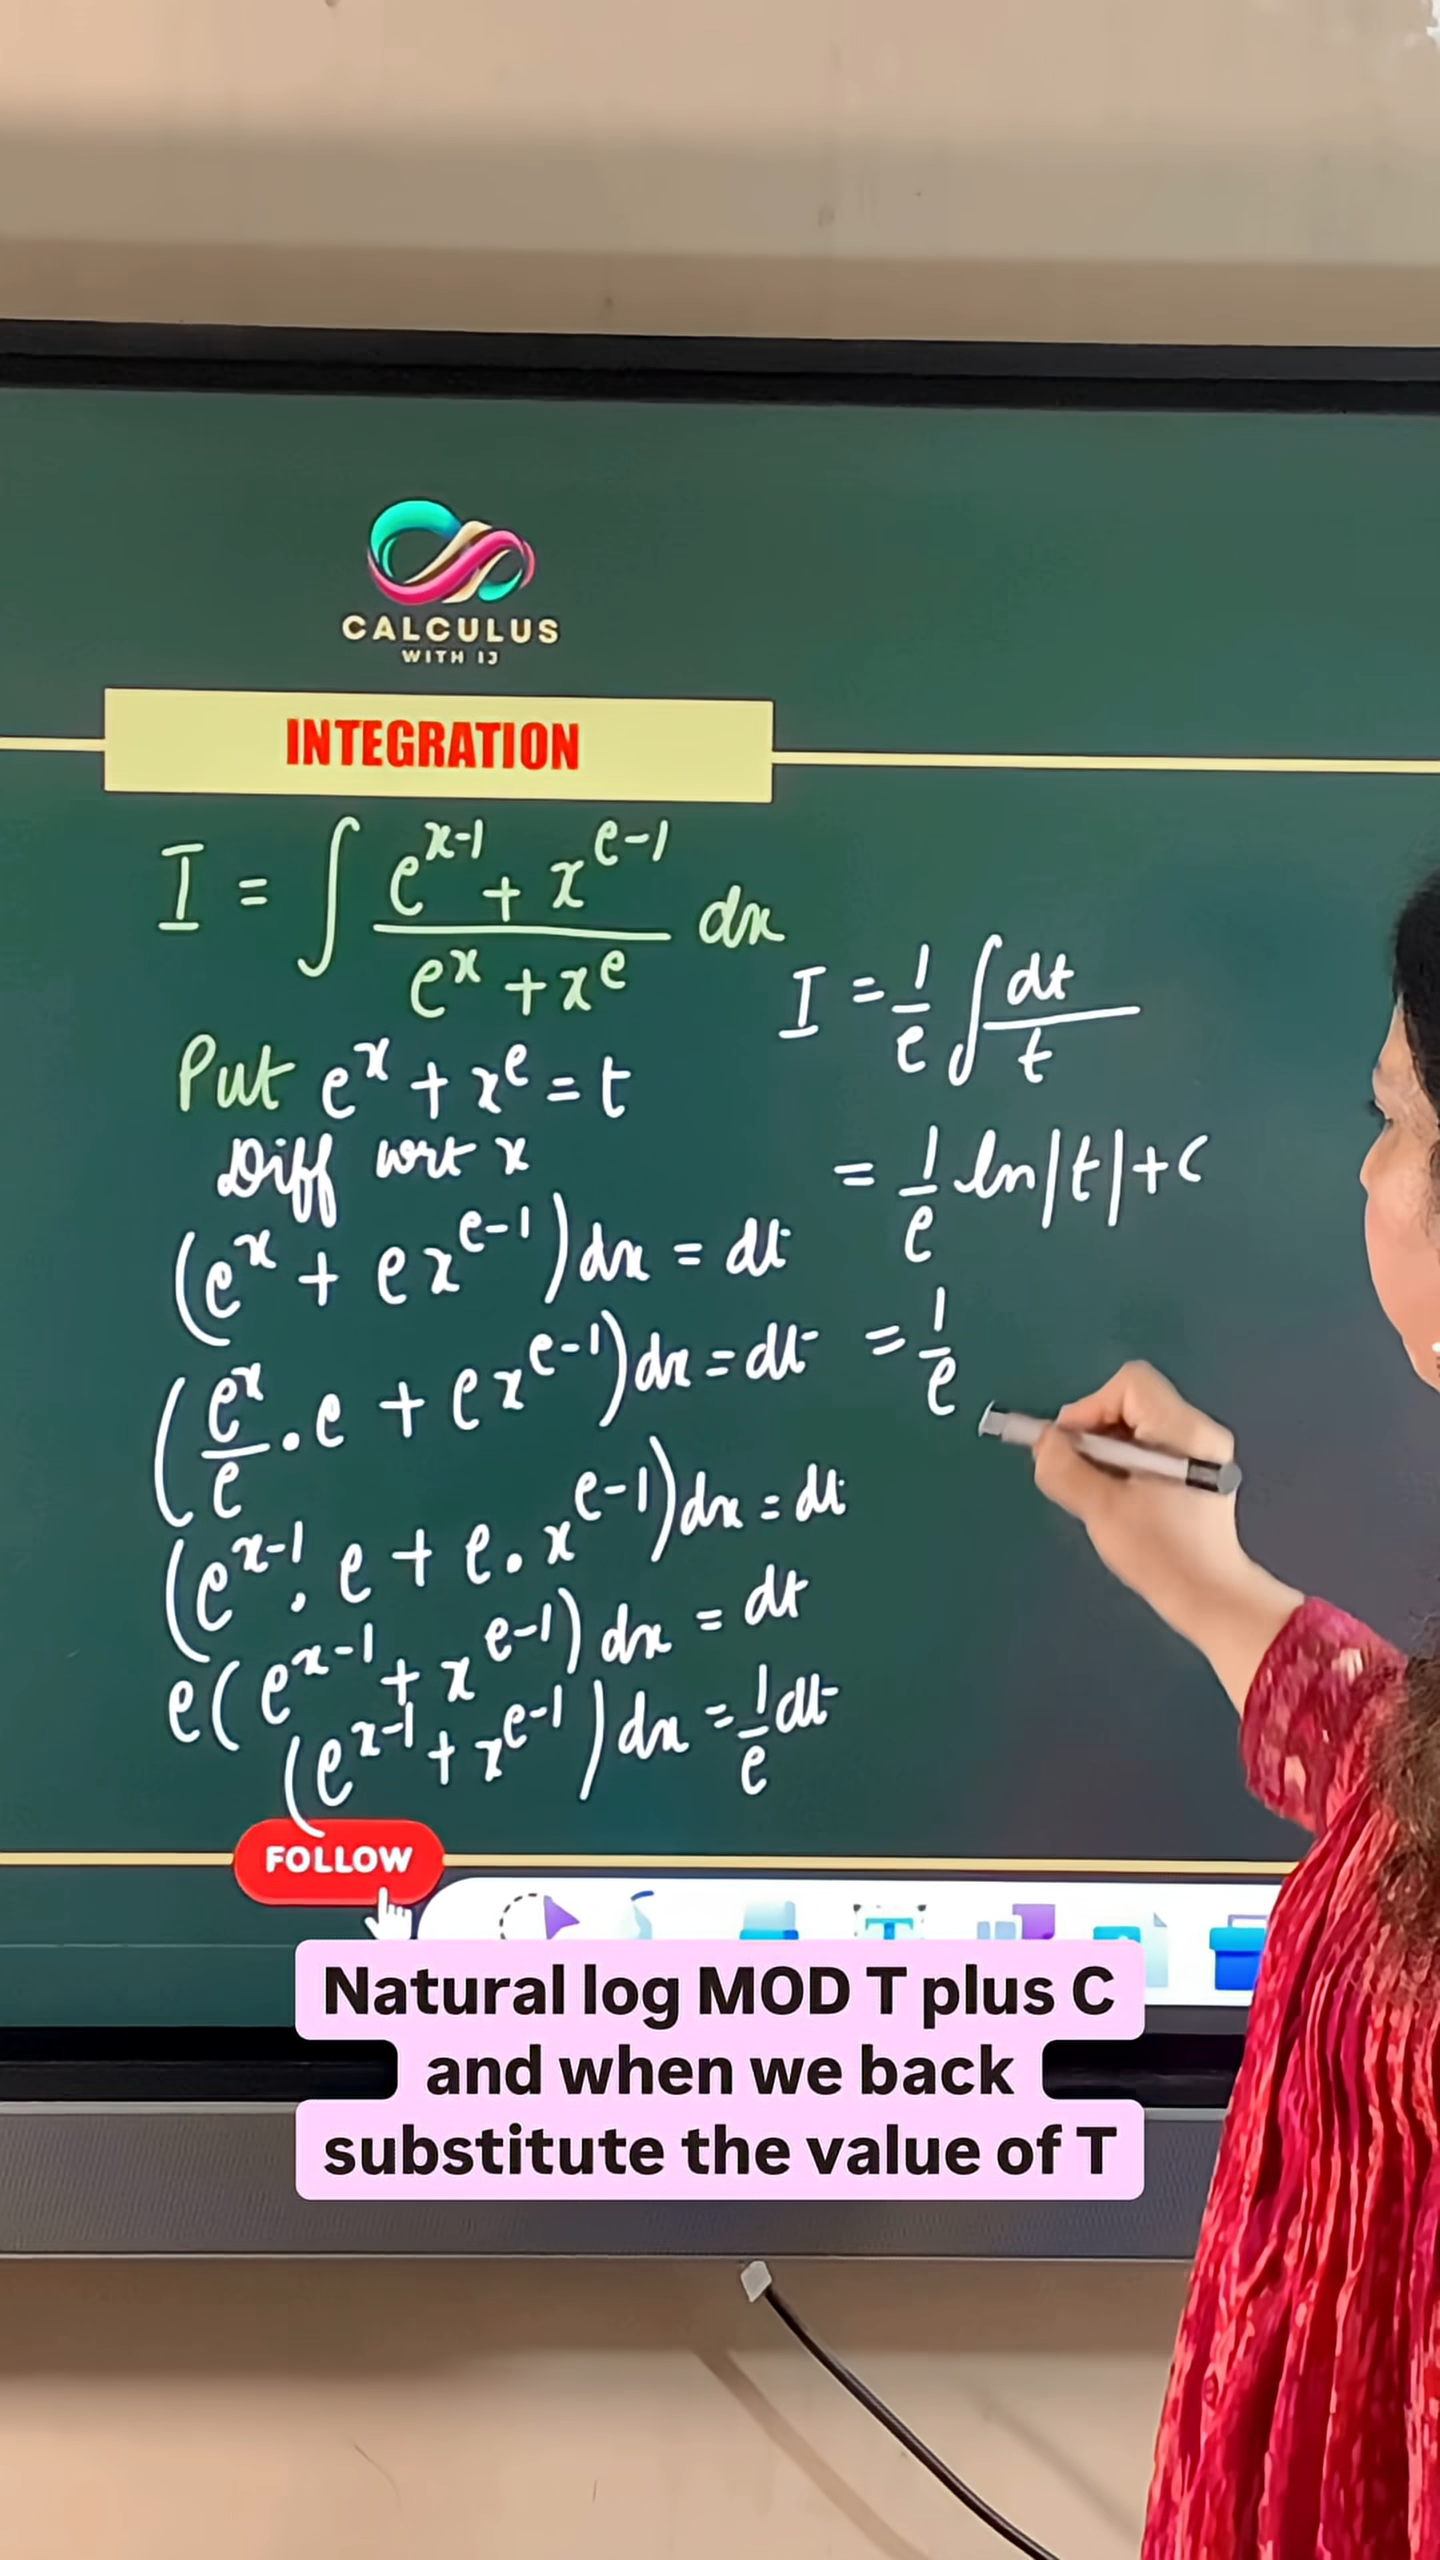 CALCULUS
WITH IJ
INTEGRATION
I = ∫ (e^(x-1) + x^(e-1)) / (e^x + x^e) dx
Put e^x + x^e = t
Diff wrt x
(e^x + e x^(e-1)) dx = dt
(e^x/e . e + e x^(e-1)) dx = dt
(e^(x-1) . e + e . x^(e-1)) dx = dt
e (e^(x-1) + x^(e-1)) dx = dt
(e^(x-1) + x^(e-1)) dx = 1/e dt
I = 1/e ∫ dt/t
= 1/e ln|t| + c
= 1/e
FOLLOW
T
Natural log MOD T plus C
and when we back
substitute the value of T